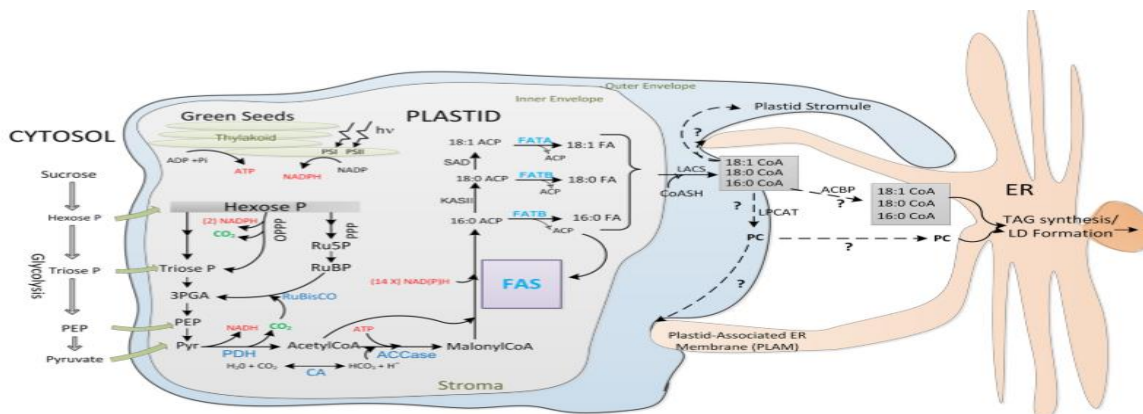 CYTOSOL
Sucrose
Hexose P
Glycolysis
Triose P
PEP
Pyruvate
Green Seeds
Thylakoid
PSI PSII
hν
ADP +Pi
ATP
NADPH
NADP
PLASTID
Inner Envelope
Outer Envelope
Hexose P
(2) NADPH
CO₂
OPPP
PPP
Ru5P
RuBP
Triose P
3PGA
RuBisCO
PEP
NADH
CO₂
Pyr
PDH
AcetylCoA
ATP
ACCase
MalonylCoA
H₂0 + CO₂
CA
HCO₃ + H⁺
Stroma
(14 X) NAD(P)H
FAS
18:1 ACP
FATA
ACP
18:1 FA
SAD
18:0 ACP
FATB
ACP
18:0 FA
KASII
16:0 ACP
FATB
ACP
16:0 FA
LACS
CoASH
Plastid Stromule
?
18:1 CoA
18:0 CoA
16:0 CoA
ACBP
?
? LPCAT
PC
?
PC
?
18:1 CoA
18:0 CoA
16:0 CoA
ER
TAG synthesis/
LD Formation
Plastid-Associated ER
Membrane (PLAM)